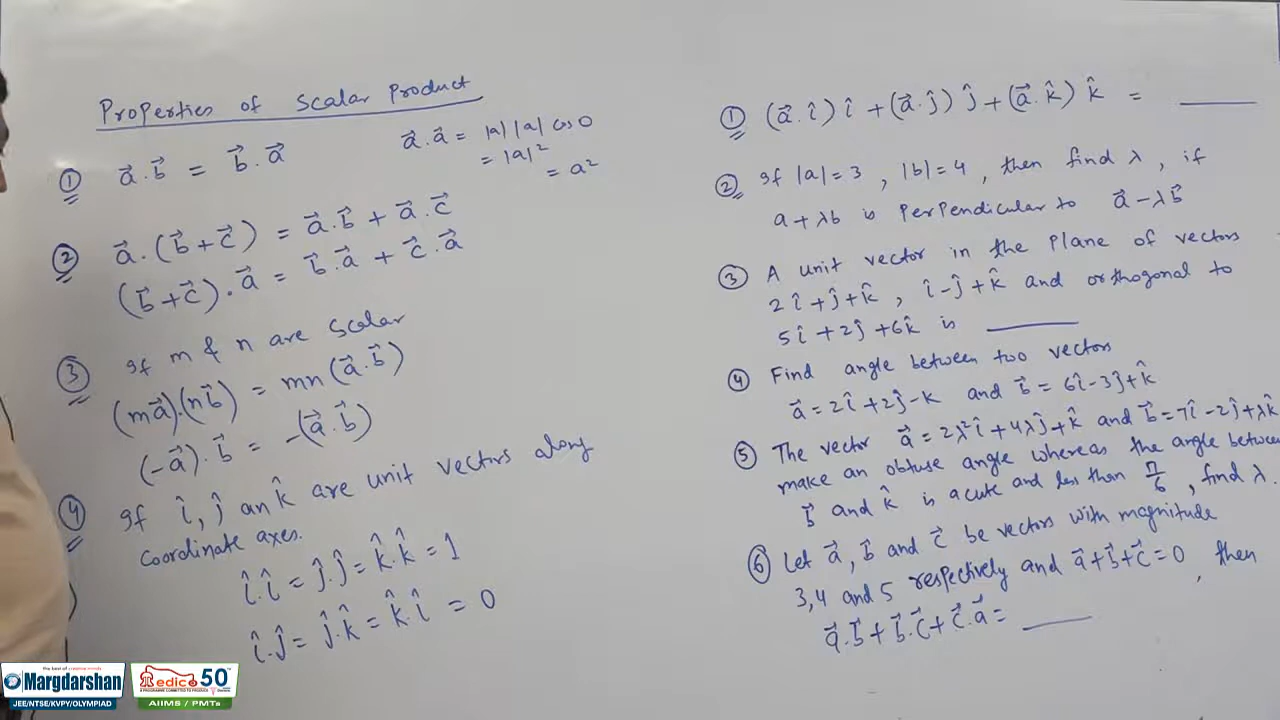 Properties of Scalar Product
① a⃗.b⃗ = b⃗.a⃗
a⃗.a⃗ = |a||a| cos0
= |a|²
= a²
② a⃗.(b⃗+c⃗) = a⃗.b⃗ + a⃗.c⃗
(b⃗+c⃗).a⃗ = b⃗.a⃗ + c⃗.a⃗
③ If m & n are scalar
(ma⃗).(nb⃗) = mn(a⃗.b⃗)
(-a⃗).b⃗ = -(a⃗.b⃗)
④ If î, ĵ an k̂ are unit vectors along
coordinate axes.
î.î = ĵ.ĵ = k̂.k̂ = 1
î.ĵ = ĵ.k̂ = k̂.î = 0
① (a⃗.î)î + (a⃗.ĵ)ĵ + (a⃗.k̂)k̂ = ____
② If |a|=3, |b|=4, then find λ, if
a+λb is perpendicular to a⃗-λb⃗
③ A unit vector in the plane of vectors
2î+ĵ+k̂, î-ĵ+k̂ and orthogonal to
5î+2ĵ+6k̂ is ____
④ Find angle between two vectors
a⃗=2î+2ĵ-k and b⃗=6î-3ĵ+k̂
⑤ The vector a⃗=2λ²î+4λĵ+k̂ and b⃗=7î-2ĵ+λk̂
make an obtuse angle whereas the angle between
b⃗ and k̂ is acute and less then π/6, find λ.
⑥ Let a⃗, b⃗ and c⃗ be vectors with magnitude
3,4 and 5 respectively and a⃗+b⃗+c⃗=0, then
a⃗.b⃗+b⃗.c⃗+c⃗.a⃗= ____
Margdarshan
JEE/NTSE/KVPY/OLYMPIAD
Redico 50
AIIMS / PMTs